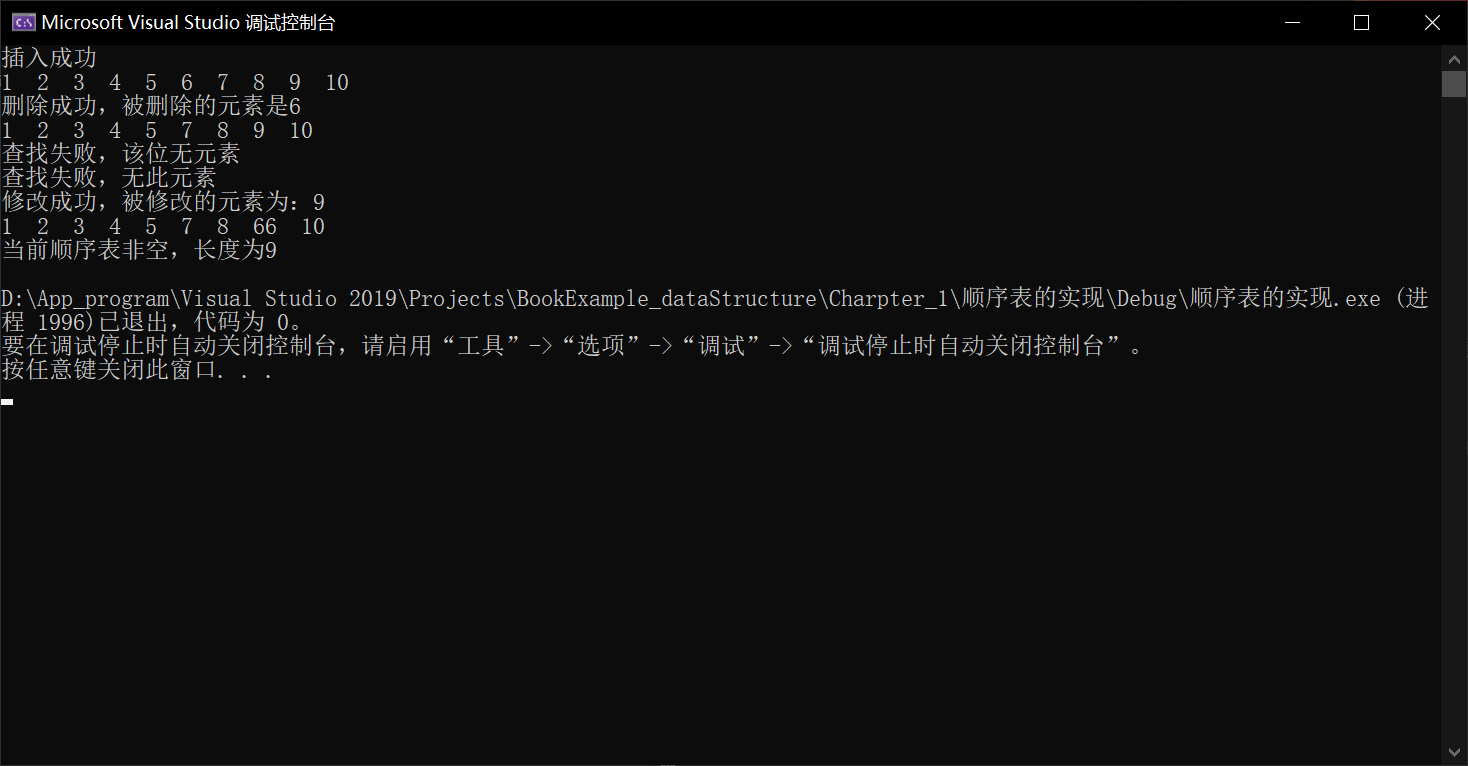 Microsoft Visual Studio 调试控制台
插入成功
1  2  3  4  5  6  7  8  9  10
删除成功，被删除的元素是6
1  2  3  4  5  7  8  9  10
查找失败，该位无元素
查找失败，无此元素
修改成功，被修改的元素为：9
1  2  3  4  5  7  8  66  10
当前顺序表非空，长度为9
D:\App_program\Visual Studio 2019\Projects\BookExample_dataStructure\Charpter_1\顺序表的实现\Debug\顺序表的实现.exe (进
程 1996)已退出，代码为 0。
要在调试停止时自动关闭控制台，请启用“工具”->“选项”->“调试”->“调试停止时自动关闭控制台”。
按任意键关闭此窗口. . .